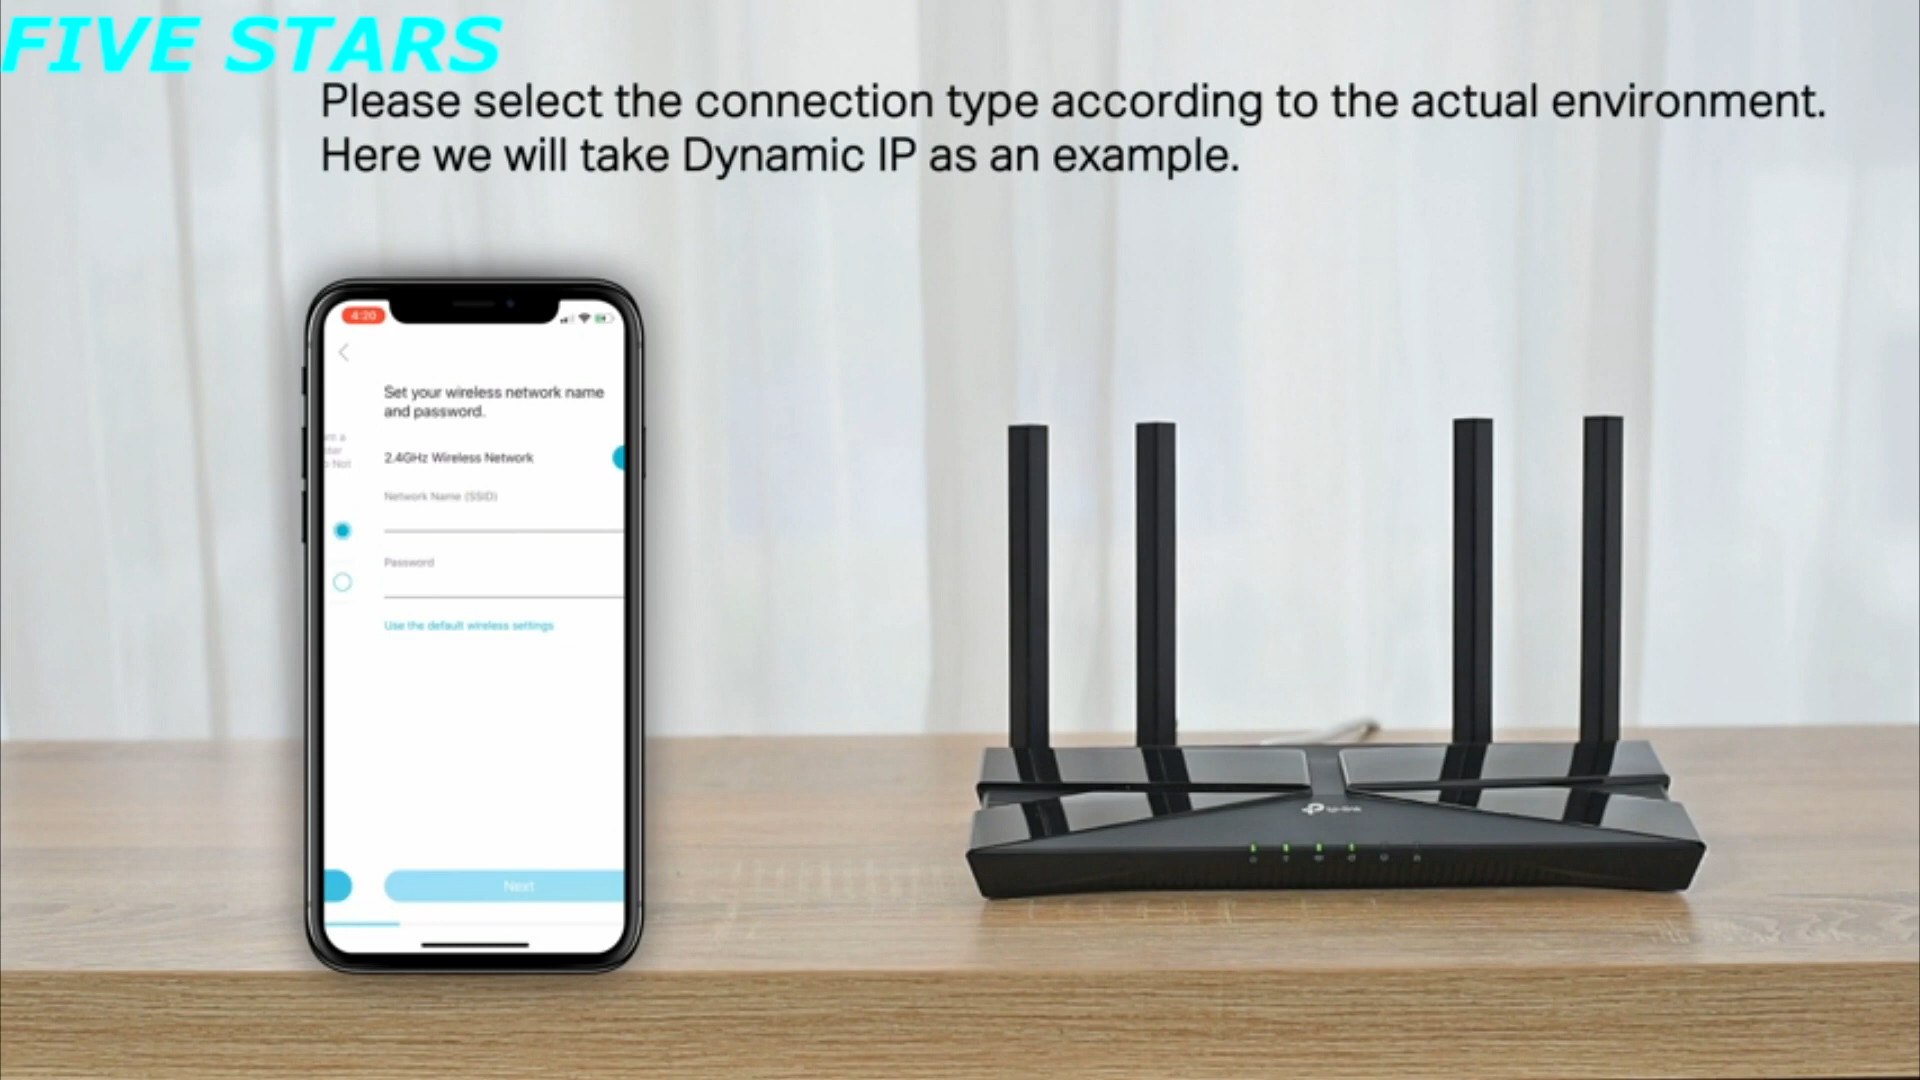 FIVE STARS
Please select the connection type according to the actual environment.
Here we will take Dynamic IP as an example.
4:20
Set your wireless network name
and password.
2.4GHz Wireless Network
Network Name (SSID)
Password
Use the default wireless settings
Next
tp-link